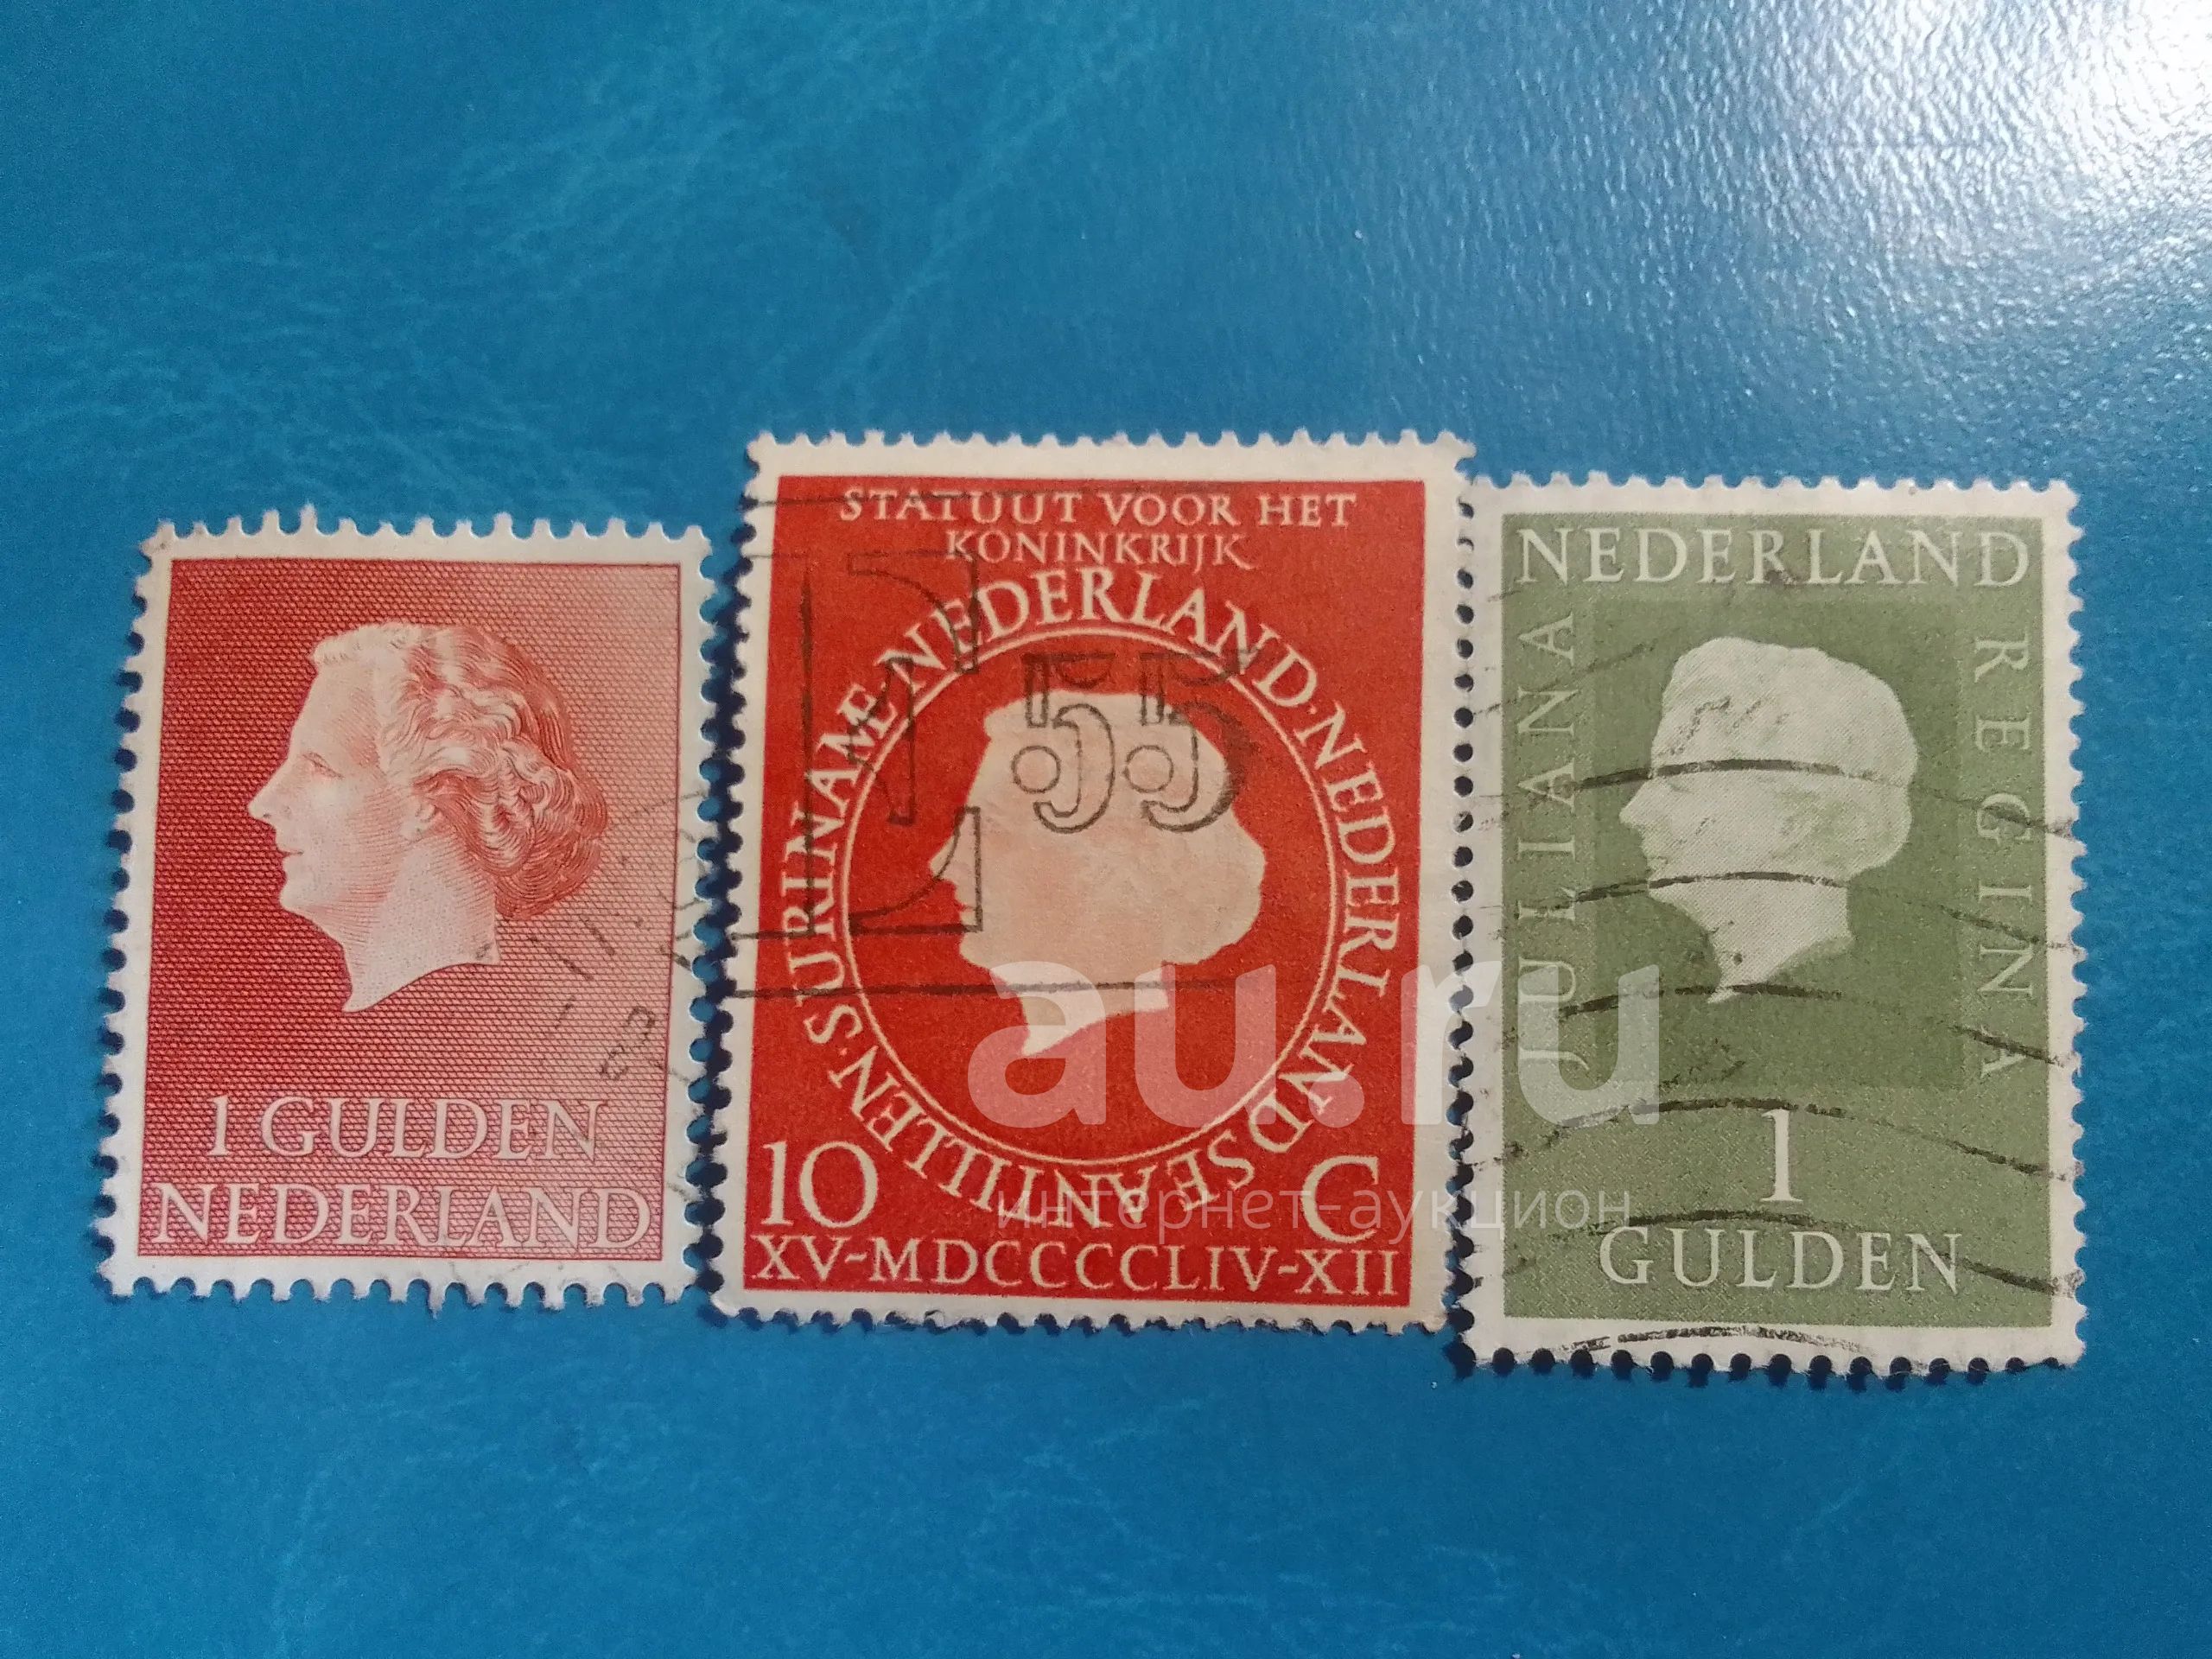 1 GULDEN
NEDERLAND
STATUUT VOOR HET
KONINKRIJK
NEDERLAND·NEDERLANDSE ANTILLEN·SURINAME·
E 55
10 C
XV-MDCCCCLIV-XII
NEDERLAND
JULIANA
REGINA
1
GULDEN
au.ru
интернет-аукцион